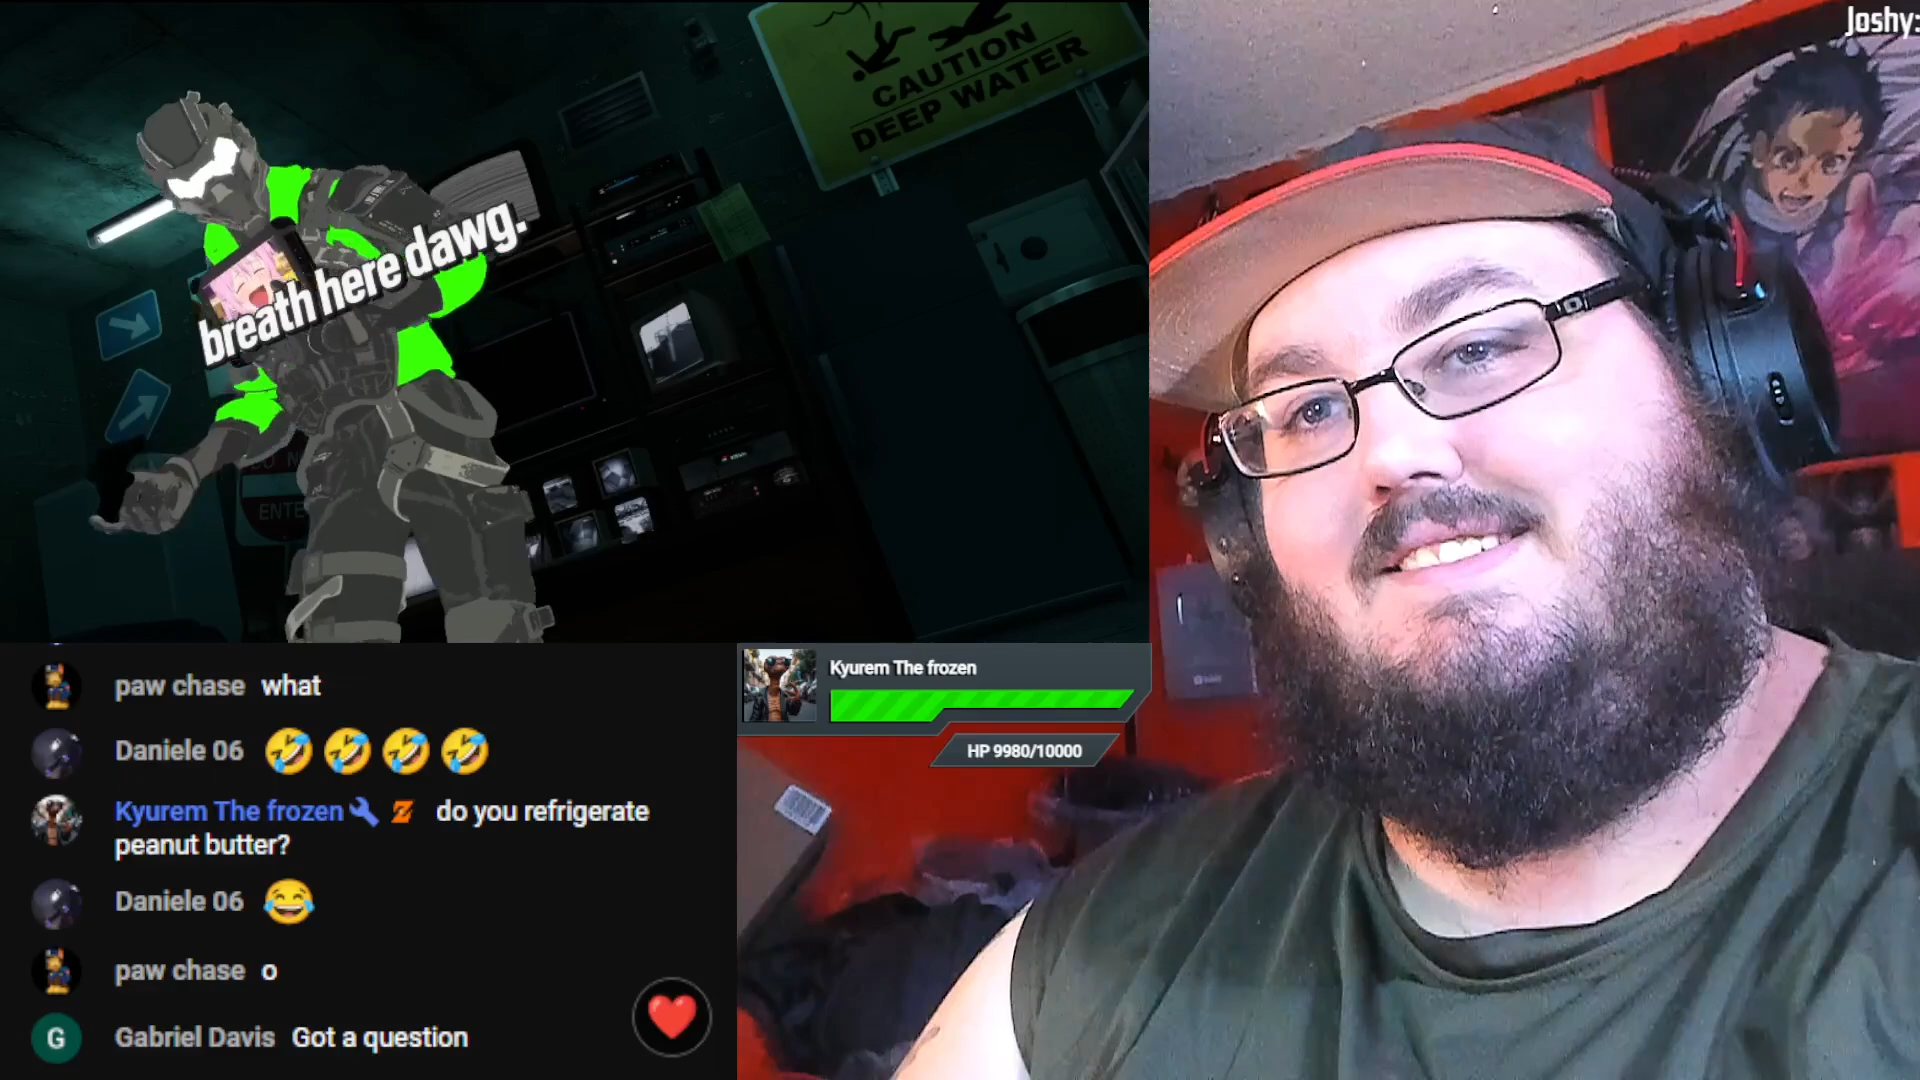 Joshy:
CAUTION
DEEP WATER
breath here dawg.
ENTE
paw chase what
Daniele 06 🤣🤣🤣🤣
Kyurem The frozen do you refrigerate
peanut butter?
Daniele 06 😂
paw chase o
G Gabriel Davis Got a question
Kyurem The frozen
HP 9980/10000